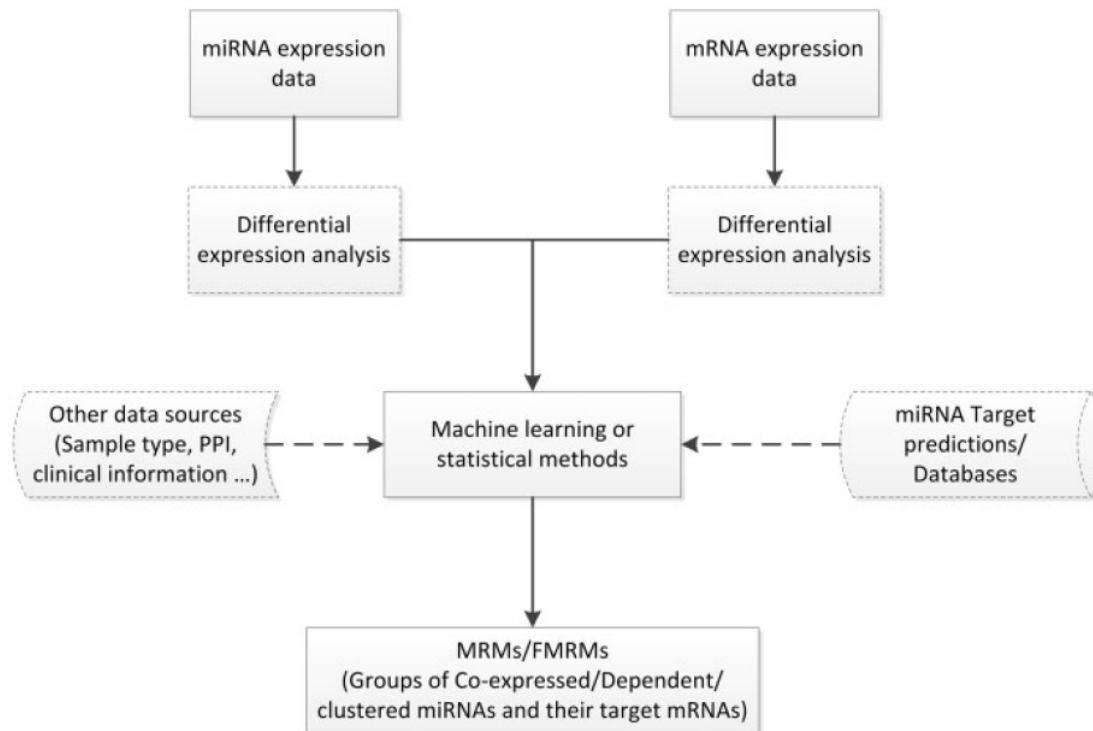 miRNA expression
data
mRNA expression
data
Differential
expression analysis
Differential
expression analysis
Other data sources
(Sample type, PPI,
clinical information ...)
Machine learning or
statistical methods
miRNA Target
predictions/
Databases
MRMs/FMRMs
(Groups of Co-expressed/Dependent/
clustered miRNAs and their target mRNAs)